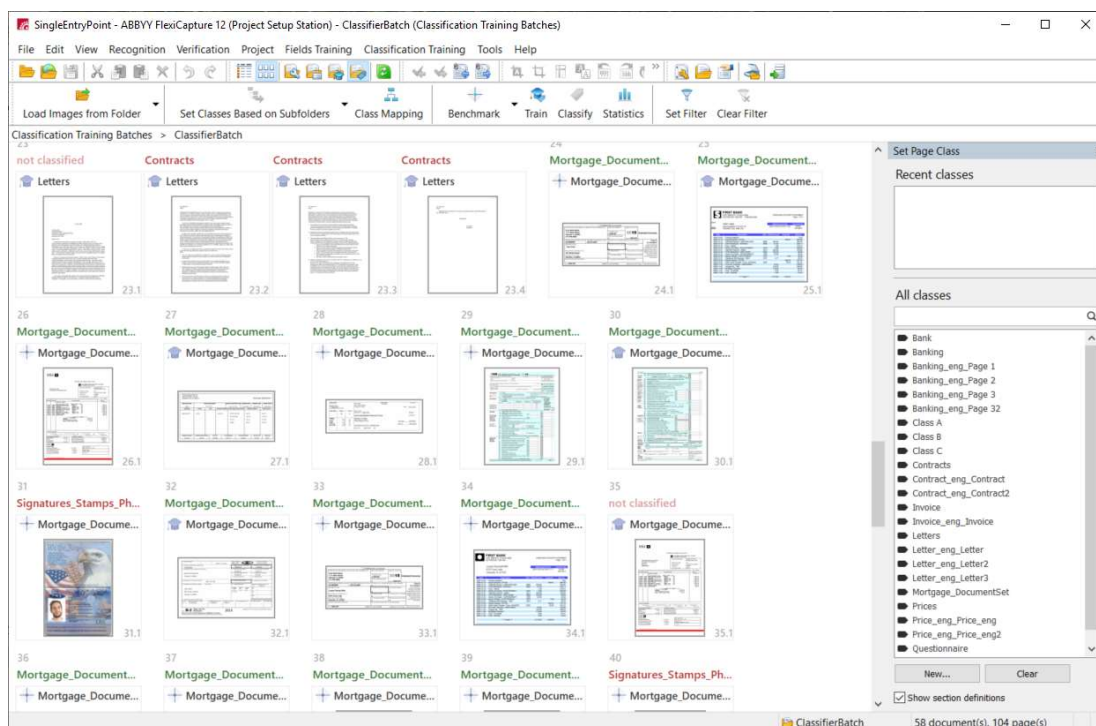 SingleEntryPoint - ABBYY FlexiCapture 12 (Project Setup Station) - ClassifierBatch (Classification Training Batches)
File Edit View Recognition Verification Project Fields Training Classification Training Tools Help
Load Images from Folder Set Classes Based on Subfolders Class Mapping Benchmark Train Classify Statistics Set Filter Clear Filter
Classification Training Batches > ClassifierBatch
23 24 25
not classified Contracts Contracts Contracts Mortgage_Document... Mortgage_Document...
Letters Letters Letters Letters Mortgage_Docume... Mortgage_Docume...
FIRST BANK
23.1 23.2 23.3 23.4 24.1 25.1
26 27 28 29 30
Mortgage_Document... Mortgage_Document... Mortgage_Document... Mortgage_Document... Mortgage_Document...
Mortgage_Docume... Mortgage_Docume... Mortgage_Docume... Mortgage_Docume... Mortgage_Docume...
26.1 27.1 28.1 29.1 30.1
31 32 33 34 35
Signatures_Stamps_Ph... Mortgage_Document... Mortgage_Document... Mortgage_Document... not classified
Mortgage_Docume... Mortgage_Docume... Mortgage_Docume... Mortgage_Docume... Mortgage_Docume...
FIRST BANK
31.1 32.1 33.1 34.1 35.1
36 37 38 39 40
Mortgage_Document... Mortgage_Document... Mortgage_Document... Mortgage_Document... Signatures_Stamps_Ph...
Mortgage_Docume... Mortgage_Docume... Mortgage_Docume... Mortgage_Docume... Mortgage_Docume...
Set Page Class
Recent classes
All classes
Bank
Banking
Banking_eng_Page 1
Banking_eng_Page 2
Banking_eng_Page 3
Banking_eng_Page 32
Class A
Class B
Class C
Contracts
Contract_eng_Contract
Contract_eng_Contract2
Invoice
Invoice_eng_Invoice
Letters
Letter_eng_Letter
Letter_eng_Letter2
Letter_eng_Letter3
Mortgage_DocumentSet
Prices
Price_eng_Price_eng
Price_eng_Price_eng2
Questionnaire
New... Clear
Show section definitions
ClassifierBatch 58 document(s), 104 page(s)